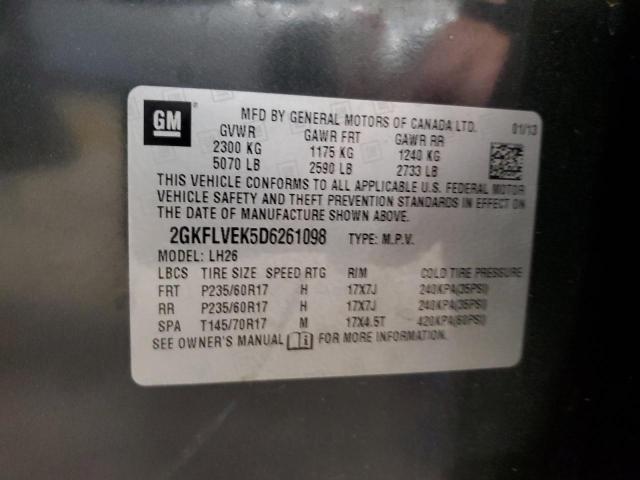 GM
MFD BY GENERAL MOTORS OF CANADA LTD. 01/13
GVWR GAWR FRT GAWR RR
2300 KG 1175 KG 1240 KG
5070 LB 2590 LB 2733 LB
THIS VEHICLE CONFORMS TO ALL APPLICABLE U.S. FEDERAL MOTOR
VEHICLE SAFETY AND THEFT PREVENTION STANDARDS IN EFFECT ON
THE DATE OF MANUFACTURE SHOWN ABOVE.
2GKFLVEK5D6261098 TYPE: M.P.V.
MODEL: LH26
LBCS TIRE SIZE SPEED RTG RIM COLD TIRE PRESSURE
FRT P235/60R17 H 17X7J 240KPA(35PSI)
RR P235/60R17 H 17X7J 240KPA(35PSI)
SPA T145/70R17 M 17X4.5T 420KPA(60PSI)
SEE OWNER'S MANUAL FOR MORE INFORMATION.